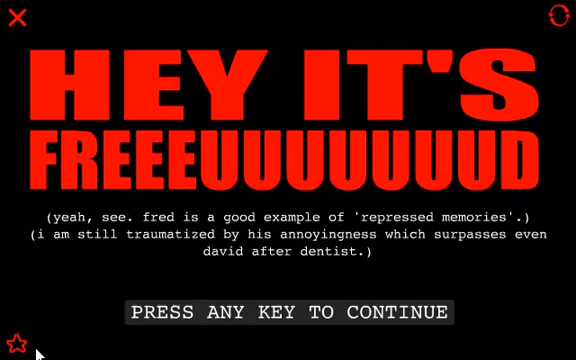 HEY IT'S
FREEEUUUUUUUUD
(yeah, see. fred is a good example of 'repressed memories'.)
(i am still traumatized by his annoyingness which surpasses even
david after dentist.)
PRESS ANY KEY TO CONTINUE